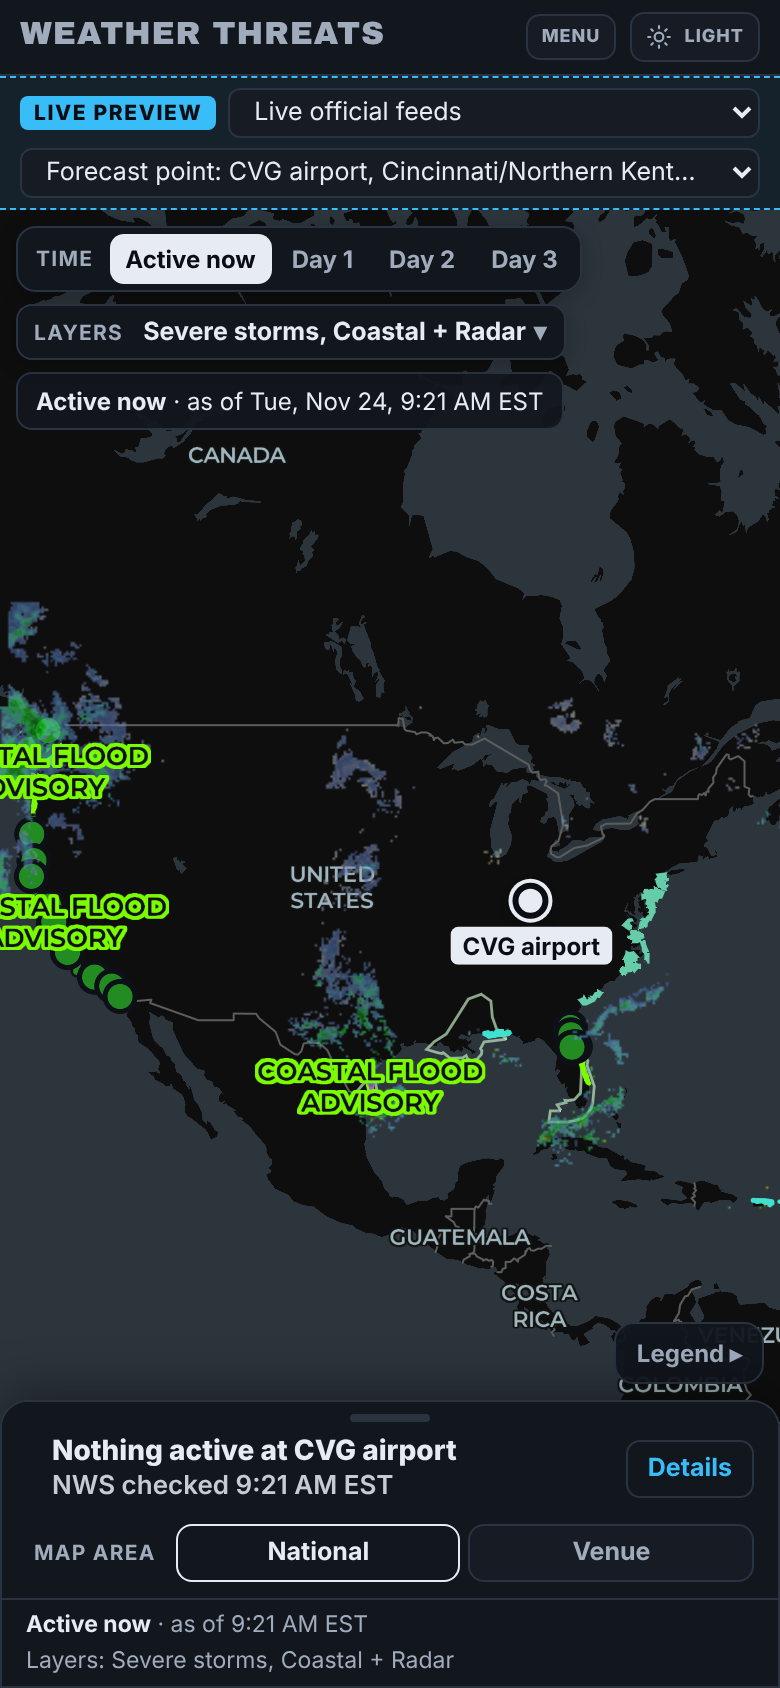 WEATHER THREATS
MENU
LIGHT
LIVE PREVIEW
Live official feeds
Forecast point: CVG airport, Cincinnati/Northern Kent...
TIME
Active now
Day 1
Day 2
Day 3
LAYERS Severe storms, Coastal + Radar ▾
Active now · as of Tue, Nov 24, 9:21 AM EST
CANADA
TAL FLOOD
DVISORY
UNITED
STATES
STAL FLOOD
ADVISORY
CVG airport
COASTAL FLOOD
ADVISORY
GUATEMALA
COSTA
RICA
VENEZU
Legend ▸
COLOMBIA
Nothing active at CVG airport
NWS checked 9:21 AM EST
Details
MAP AREA
National
Venue
Active now · as of 9:21 AM EST
Layers: Severe storms, Coastal + Radar